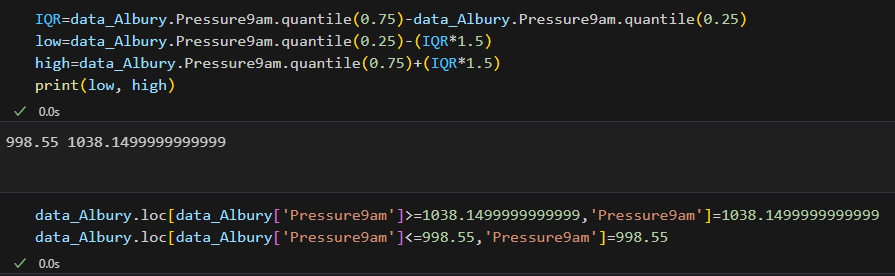 IQR=data_Albury.Pressure9am.quantile(0.75)-data_Albury.Pressure9am.quantile(0.25)
low=data_Albury.Pressure9am.quantile(0.25)-(IQR*1.5)
high=data_Albury.Pressure9am.quantile(0.75)+(IQR*1.5)
print(low, high)
0.0s
998.55 1038.1499999999999
data_Albury.loc[data_Albury['Pressure9am']>=1038.1499999999999,'Pressure9am']=1038.1499999999999
data_Albury.loc[data_Albury['Pressure9am']<=998.55,'Pressure9am']=998.55
0.0s